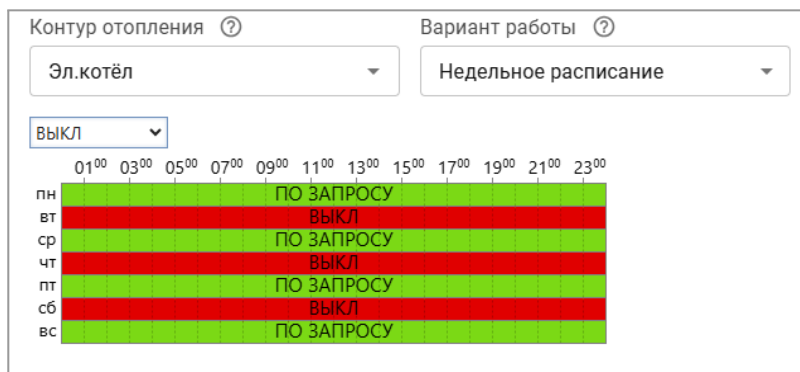 Контур отопления ?
Вариант работы ?
Эл.котёл
Недельное расписание
ВЫКЛ
01⁰⁰ 03⁰⁰ 05⁰⁰ 07⁰⁰ 09⁰⁰ 11⁰⁰ 13⁰⁰ 15⁰⁰ 17⁰⁰ 19⁰⁰ 21⁰⁰ 23⁰⁰
пн ПО ЗАПРОСУ
вт ВЫКЛ
ср ПО ЗАПРОСУ
чт ВЫКЛ
пт ПО ЗАПРОСУ
сб ВЫКЛ
вс ПО ЗАПРОСУ